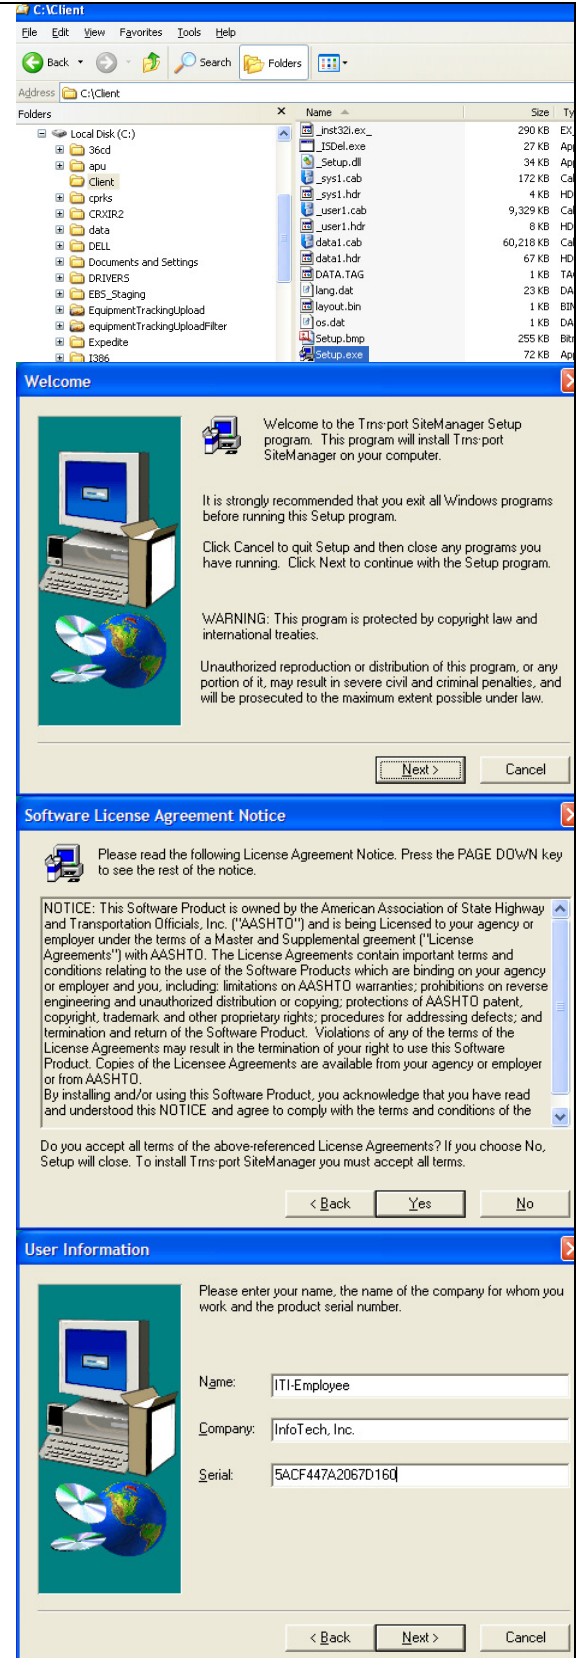 C:\Client
File Edit View Favorites Tools Help
Back Search Folders
Address C:\Client
Folders
Local Disk (C:)
36cd
apu
Client
cprks
CRXIR2
data
DELL
Documents and Settings
DRIVERS
EBS_Staging
EquipmentTrackingUpload
equipmentTrackingUploadFilter
Expedite
I386
Name Size Ty
_inst32i.ex_ 290 KB EX_
_ISDel.exe 27 KB App
_Setup.dll 34 KB App
_sys1.cab 172 KB Cal
_sys1.hdr 4 KB HD
_user1.cab 9,329 KB Cal
_user1.hdr 8 KB HD
data1.cab 60,218 KB Cal
data1.hdr 67 KB HD
DATA.TAG 1 KB TAG
lang.dat 23 KB DA
layout.bin 1 KB BIN
os.dat 1 KB DA
Setup.bmp 255 KB Bitr
Setup.exe 72 KB App
Welcome
Welcome to the Trns·port SiteManager Setup
program. This program will install Trns·port
SiteManager on your computer.
It is strongly recommended that you exit all Windows programs
before running this Setup program.
Click Cancel to quit Setup and then close any programs you
have running. Click Next to continue with the Setup program.
WARNING: This program is protected by copyright law and
international treaties.
Unauthorized reproduction or distribution of this program, or any
portion of it, may result in severe civil and criminal penalties, and
will be prosecuted to the maximum extent possible under law.
Next > Cancel
Software License Agreement Notice
Please read the following License Agreement Notice. Press the PAGE DOWN key
to see the rest of the notice.
NOTICE: This Software Product is owned by the American Association of State Highway
and Transportation Officials, Inc. ("AASHTO") and is being Licensed to your agency or
employer under the terms of a Master and Supplemental greement ("License
Agreements") with AASHTO. The License Agreements contain important terms and
conditions relating to the use of the Software Products which are binding on your agency
or employer and you, including: limitations on AASHTO warranties; prohibitions on reverse
engineering and unauthorized distribution or copying; protections of AASHTO patent,
copyright, trademark and other proprietary rights; procedures for addressing defects; and
termination and return of the Software Product. Violations of any of the terms of the
License Agreements may result in the termination of your right to use this Software
Product. Copies of the Licensee Agreements are available from your agency or employer
or from AASHTO.
By installing and/or using this Software Product, you acknowledge that you have read
and understood this NOTICE and agree to comply with the terms and conditions of the
Do you accept all terms of the above-referenced License Agreements? If you choose No,
Setup will close. To install Trns·port SiteManager you must accept all terms.
< Back Yes No
User Information
Please enter your name, the name of the company for whom you
work and the product serial number.
Name: ITI-Employee
Company: InfoTech, Inc.
Serial: 5ACF447A2067D160
< Back Next > Cancel